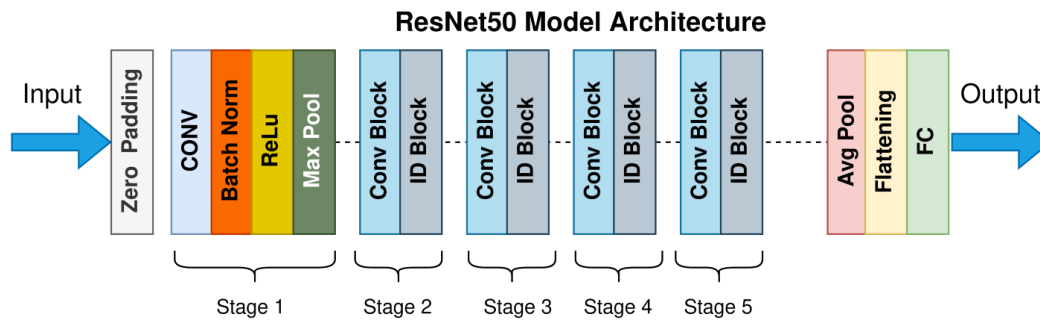 ResNet50 Model Architecture
Input
Zero Padding
CONV
Batch Norm
ReLu
Max Pool
Conv Block
ID Block
Conv Block
ID Block
Conv Block
ID Block
Conv Block
ID Block
Avg Pool
Flattening
FC
Output
Stage 1
Stage 2
Stage 3
Stage 4
Stage 5